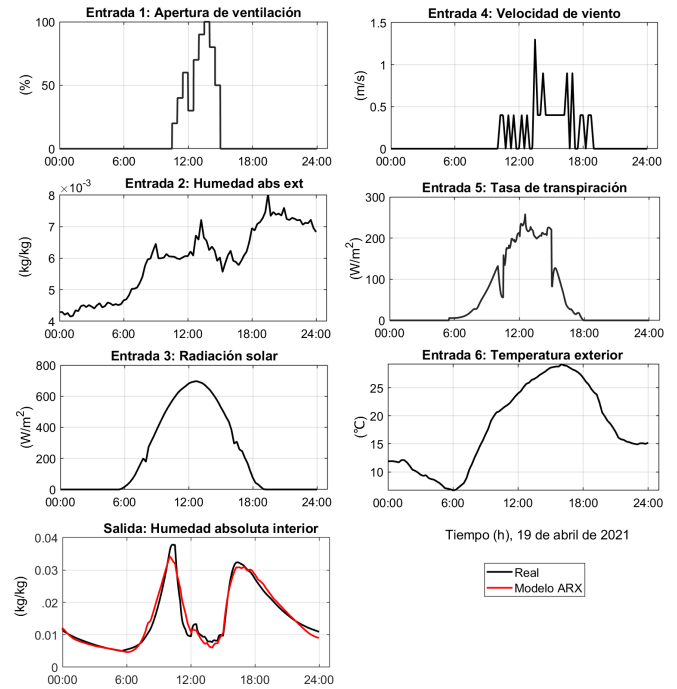 Entrada 1: Apertura de ventilación
100
50
0
(%)
00:00 6:00 12:00 18:00 24:00
Entrada 4: Velocidad de viento
1.5
1
0.5
0
(m/s)
00:00 6:00 12:00 18:00 24:00
Entrada 2: Humedad abs ext
×10-3
8
7
6
5
4
(kg/kg)
00:00 6:00 12:00 18:00 24:00
Entrada 5: Tasa de transpiración
300
200
100
0
(W/m2)
00:00 6:00 12:00 18:00 24:00
Entrada 3: Radiación solar
800
600
400
200
0
(W/m2)
00:00 6:00 12:00 18:00 24:00
Entrada 6: Temperatura exterior
25
20
15
10
(℃)
00:00 6:00 12:00 18:00 24:00
Salida: Humedad absoluta interior
0.04
0.03
0.02
0.01
0
(kg/kg)
00:00 6:00 12:00 18:00 24:00
Tiempo (h), 19 de abril de 2021
Real
Modelo ARX